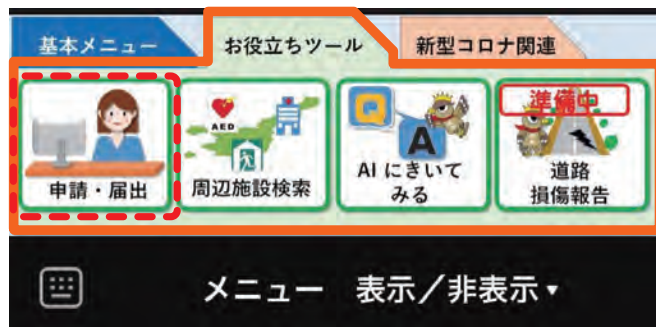 基本メニュー
お役立ちツール
新型コロナ関連
申請・届出
AED
周辺施設検索
Q
A
AIにきいて
みる
準備中
道路
損傷報告
メニュー 表示／非表示▼